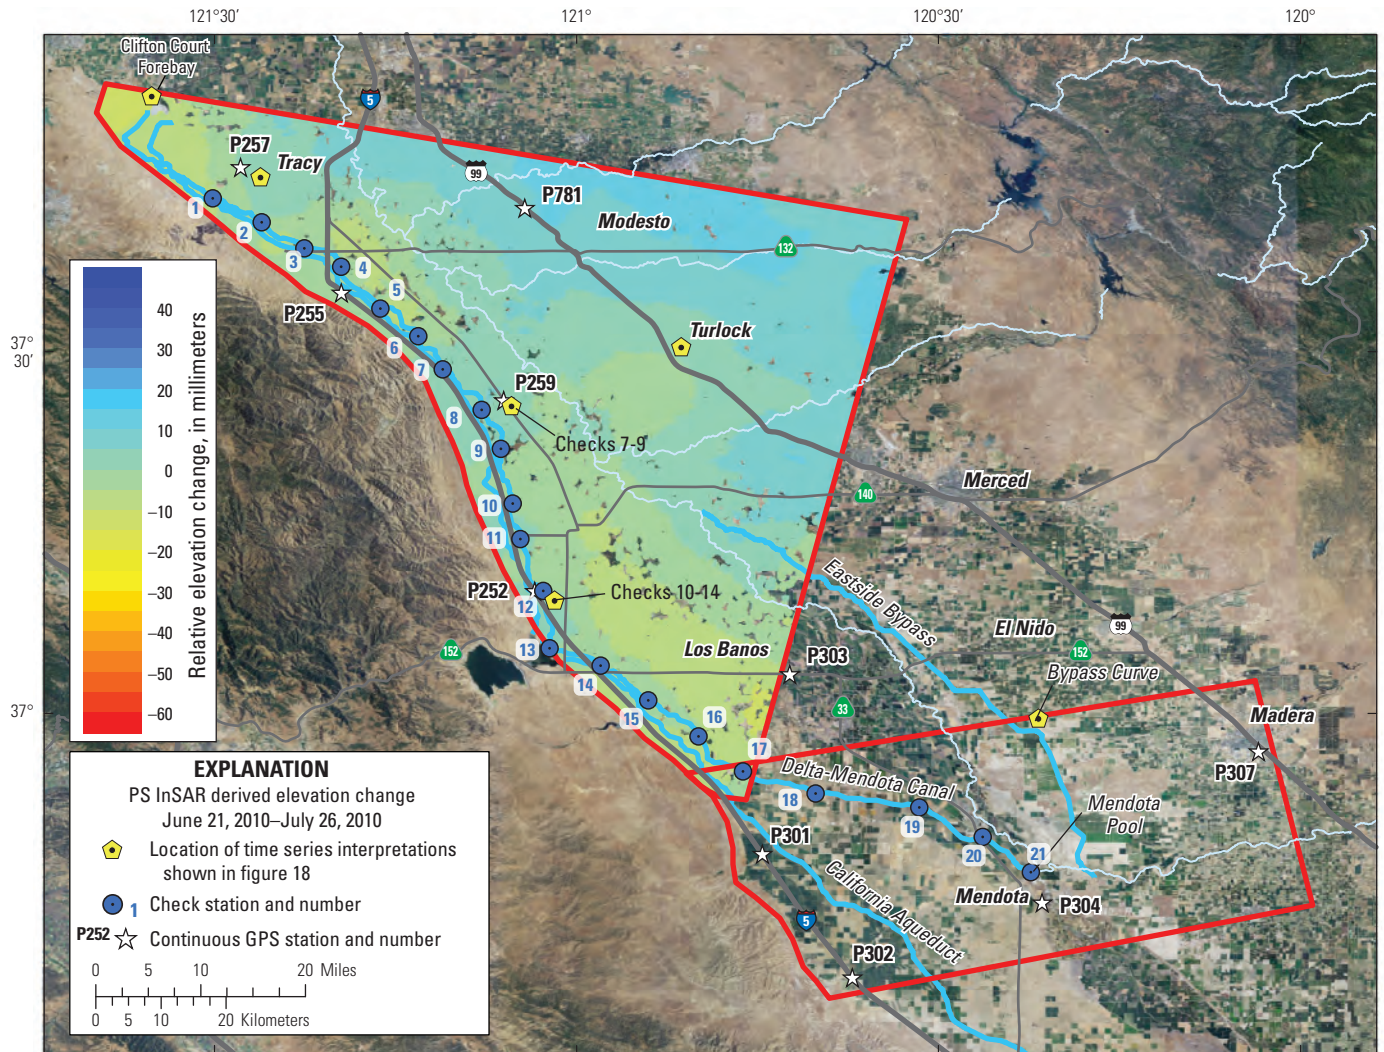 121°30'
121°
120°30'
120°
Clifton Court
Forebay
5
P257
Tracy
99
P781
Modesto
132
1
2
3
4
5
P255
6
7
8
9
10
11
12
13
14
15
16
17
18
19
20
21
37°
30'
37°
Turlock
P259
Checks 7-9
140
Merced
P252
Checks 10-14
Eastside Bypass
El Nido
99
152
152
Los Banos
P303
33
Bypass Curve
Madera
P307
Delta-Mendota Canal
Mendota
Pool
P301
California Aqueduct
Mendota
P304
5
P302
Relative elevation change, in millimeters
40
30
20
10
0
–10
–20
–30
–40
–50
–60
EXPLANATION
PS InSAR derived elevation change
June 21, 2010–July 26, 2010
Location of time series interpretations
shown in figure 18
1 Check station and number
P252 Continuous GPS station and number
0 5 10 20 Miles
0 5 10 20 Kilometers